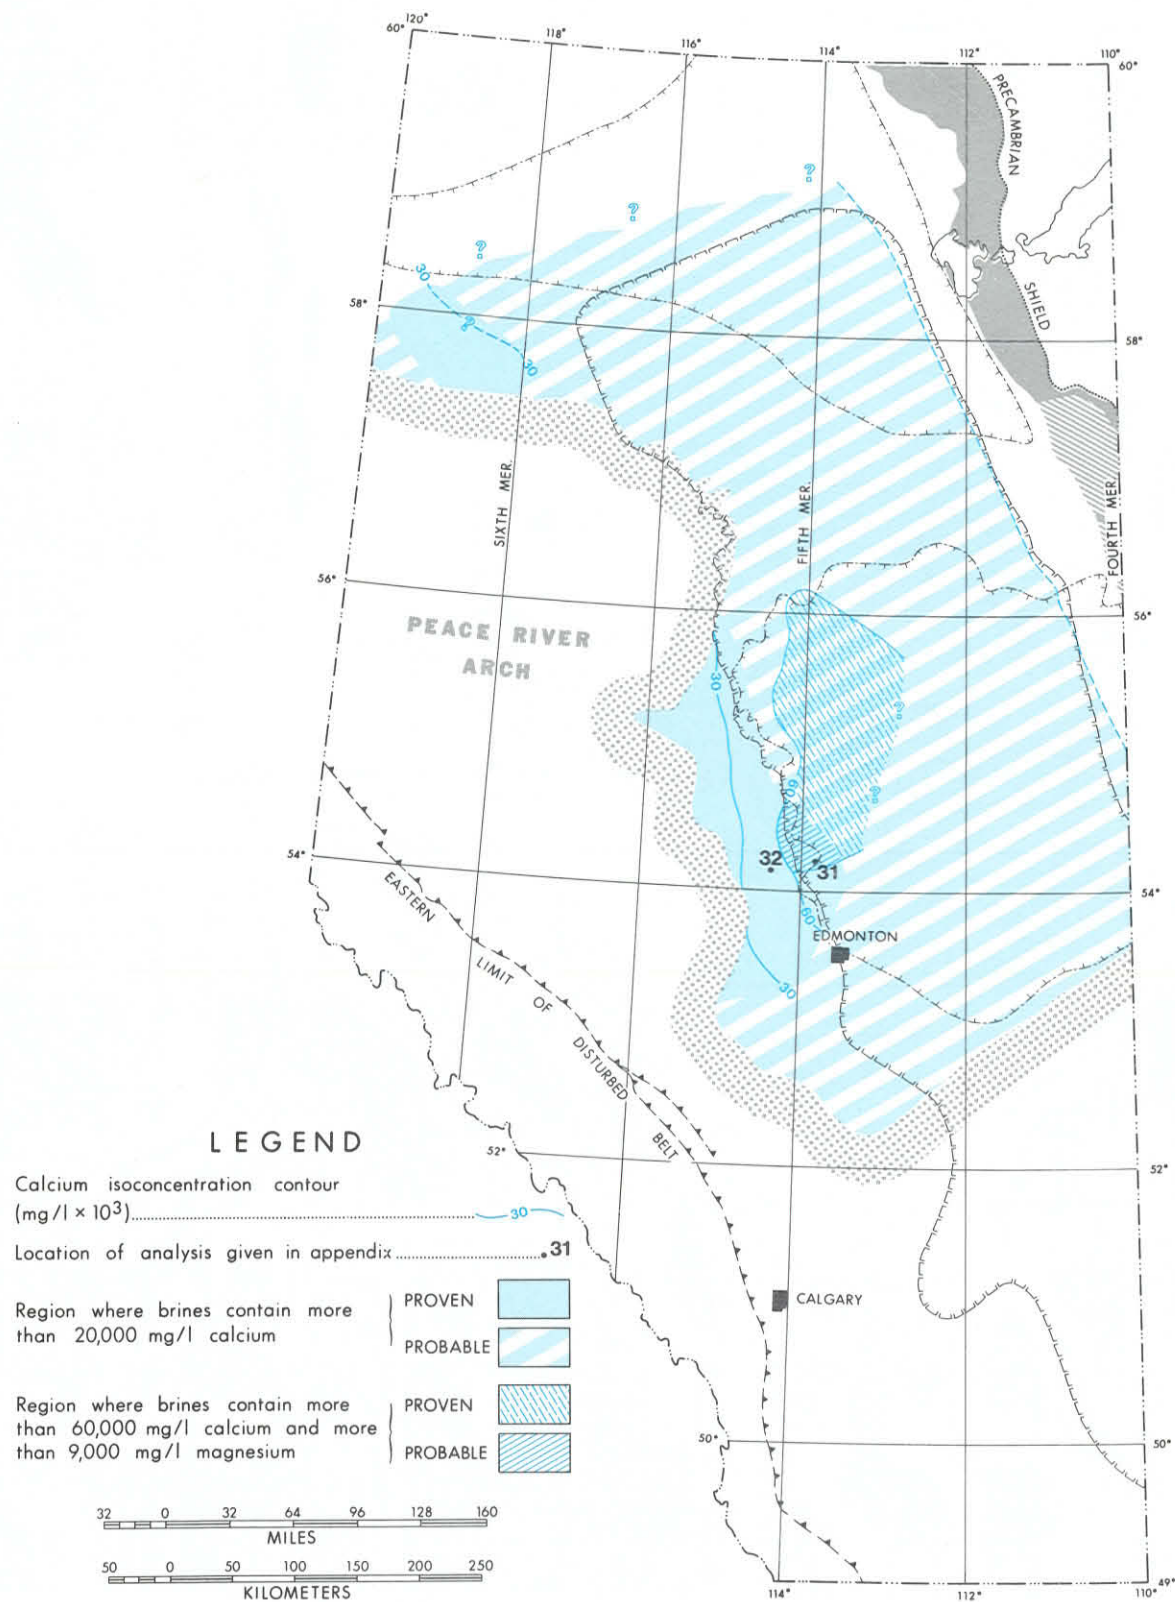 120°
60°
118°
116°
114°
112°
110°
60°
PRECAMBRIAN
SHIELD
?
?
?
30
?
30
58°
58°
SIXTH MER.
FIFTH MER.
FOURTH MER.
56°
56°
PEACE RIVER
ARCH
30
?
60
?
32
31
54°
54°
60
EDMONTON
30
EASTERN
LIMIT OF
DISTURBED
BELT
52°
52°
CALGARY
50°
50°
49°
114°
112°
110°
LEGEND
Calcium isoconcentration contour
(mg/l × 10³) 30
Location of analysis given in appendix .31
Region where brines contain more
than 20,000 mg/l calcium
PROVEN
PROBABLE
Region where brines contain more
than 60,000 mg/l calcium and more
than 9,000 mg/l magnesium
PROVEN
PROBABLE
32 0 32 64 96 128 160
MILES
50 0 50 100 150 200 250
KILOMETERS